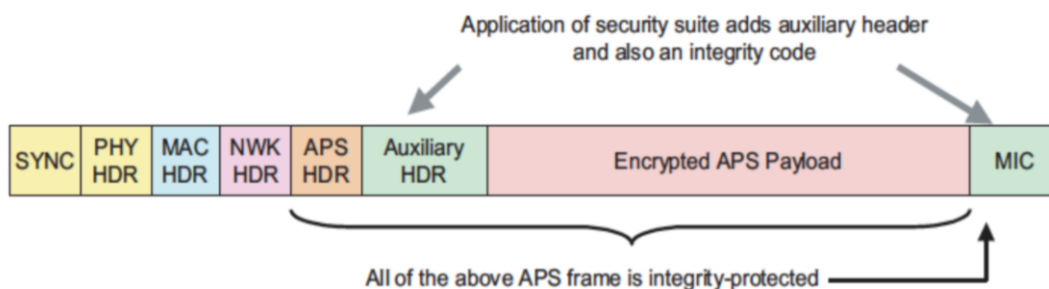 Application of security suite adds auxiliary header
and also an integrity code
SYNC
PHY
HDR
MAC
HDR
NWK
HDR
APS
HDR
Auxiliary
HDR
Encrypted APS Payload
MIC
All of the above APS frame is integrity-protected